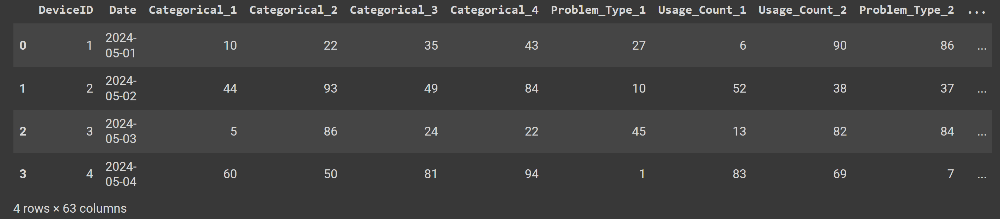 DeviceID Date Categorical_1 Categorical_2 Categorical_3 Categorical_4 Problem_Type_1 Usage_Count_1 Usage_Count_2 Problem_Type_2 ...
0 1 2024-05-01 10 22 35 43 27 6 90 86 ...
1 2 2024-05-02 44 93 49 84 10 52 38 37 ...
2 3 2024-05-03 5 86 24 22 45 13 82 84 ...
3 4 2024-05-04 60 50 81 94 1 83 69 7 ...
4 rows × 63 columns